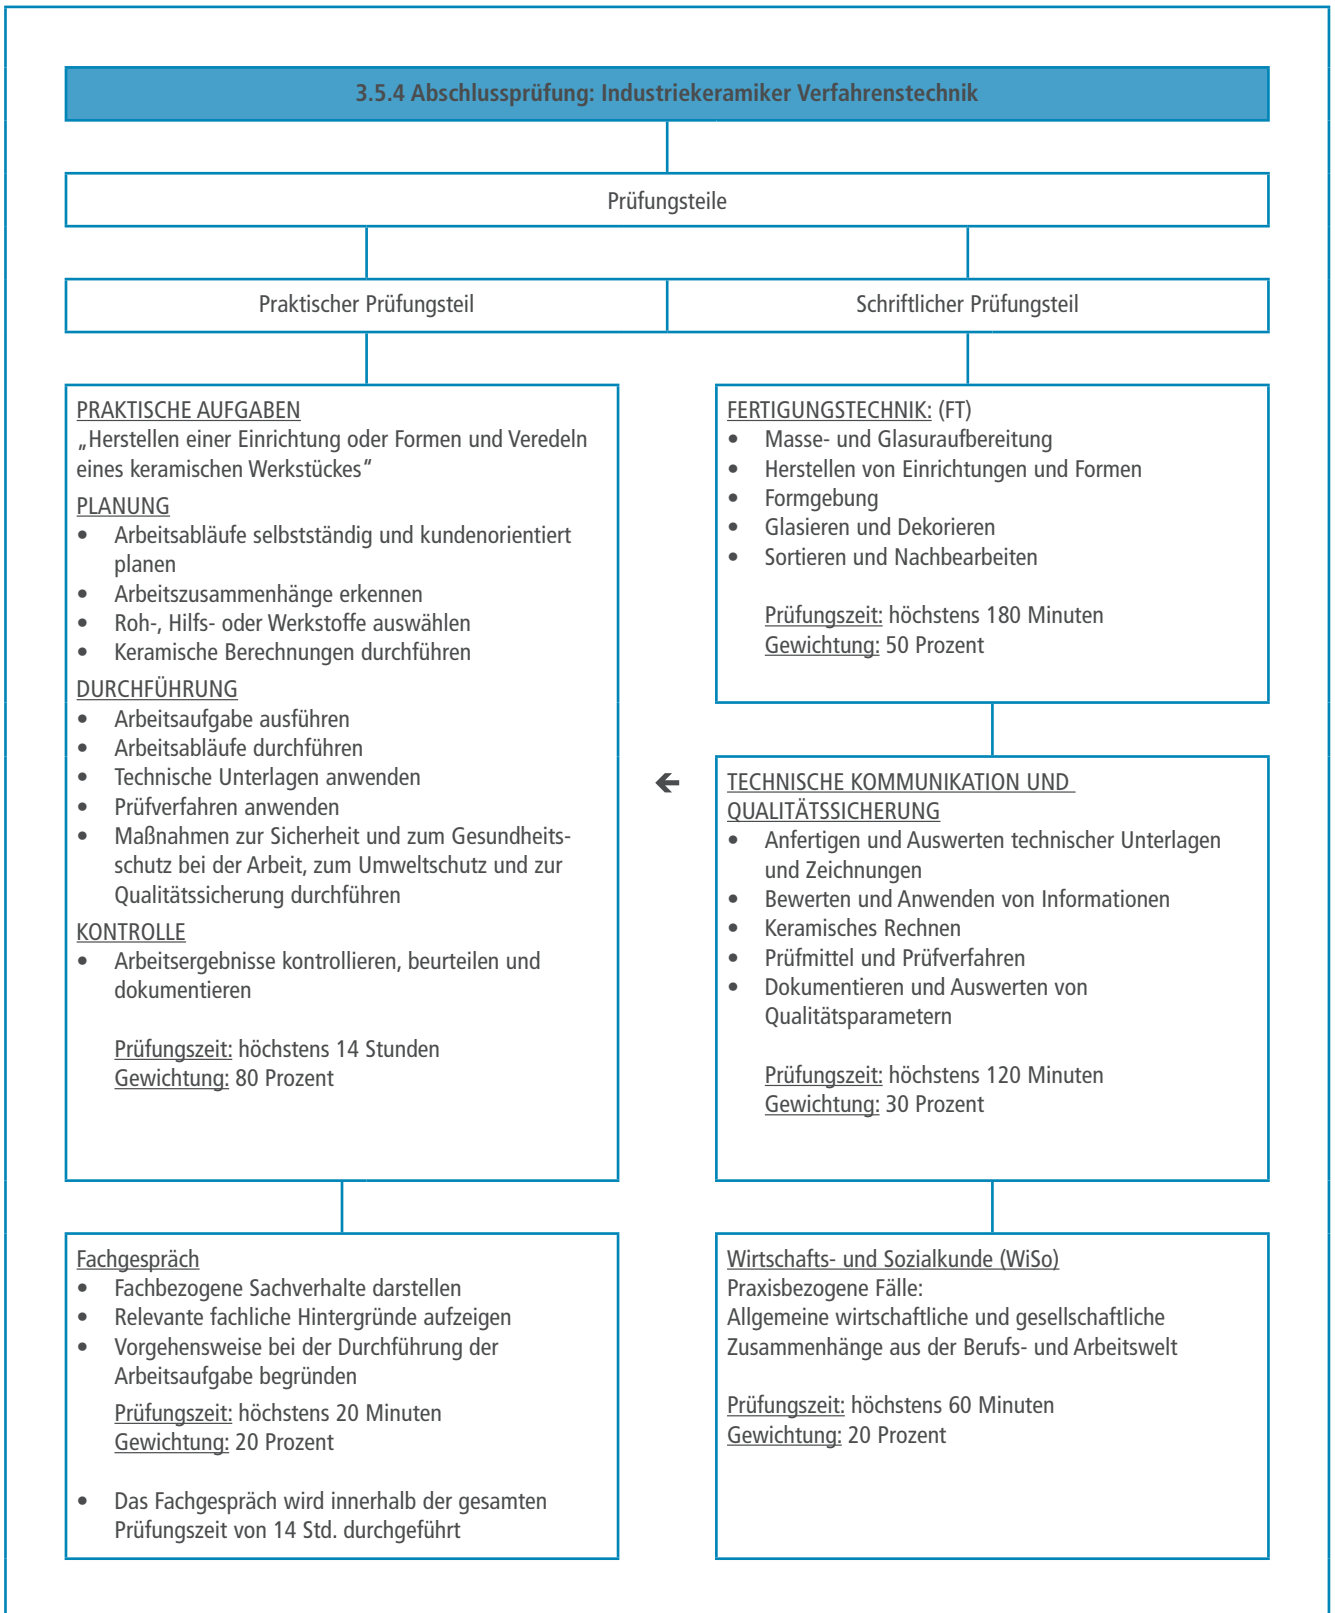 3.5.4 Abschlussprüfung: Industriekeramiker Verfahrenstechnik
Prüfungsteile
Praktischer Prüfungsteil
Schriftlicher Prüfungsteil
PRAKTISCHE AUFGABEN
„Herstellen einer Einrichtung oder Formen und Veredeln
eines keramischen Werkstückes“
PLANUNG
• Arbeitsabläufe selbstständig und kundenorientiert
planen
• Arbeitszusammenhänge erkennen
• Roh-, Hilfs- oder Werkstoffe auswählen
• Keramische Berechnungen durchführen
DURCHFÜHRUNG
• Arbeitsaufgabe ausführen
• Arbeitsabläufe durchführen
• Technische Unterlagen anwenden
• Prüfverfahren anwenden
• Maßnahmen zur Sicherheit und zum Gesundheits-
schutz bei der Arbeit, zum Umweltschutz und zur
Qualitätssicherung durchführen
KONTROLLE
• Arbeitsergebnisse kontrollieren, beurteilen und
dokumentieren
Prüfungszeit: höchstens 14 Stunden
Gewichtung: 80 Prozent
Fachgespräch
• Fachbezogene Sachverhalte darstellen
• Relevante fachliche Hintergründe aufzeigen
• Vorgehensweise bei der Durchführung der
Arbeitsaufgabe begründen
Prüfungszeit: höchstens 20 Minuten
Gewichtung: 20 Prozent
• Das Fachgespräch wird innerhalb der gesamten
Prüfungszeit von 14 Std. durchgeführt
FERTIGUNGSTECHNIK: (FT)
• Masse- und Glasuraufbereitung
• Herstellen von Einrichtungen und Formen
• Formgebung
• Glasieren und Dekorieren
• Sortieren und Nachbearbeiten
Prüfungszeit: höchstens 180 Minuten
Gewichtung: 50 Prozent
TECHNISCHE KOMMUNIKATION UND
QUALITÄTSSICHERUNG
• Anfertigen und Auswerten technischer Unterlagen
und Zeichnungen
• Bewerten und Anwenden von Informationen
• Keramisches Rechnen
• Prüfmittel und Prüfverfahren
• Dokumentieren und Auswerten von
Qualitätsparametern
Prüfungszeit: höchstens 120 Minuten
Gewichtung: 30 Prozent
Wirtschafts- und Sozialkunde (WiSo)
Praxisbezogene Fälle:
Allgemeine wirtschaftliche und gesellschaftliche
Zusammenhänge aus der Berufs- und Arbeitswelt
Prüfungszeit: höchstens 60 Minuten
Gewichtung: 20 Prozent